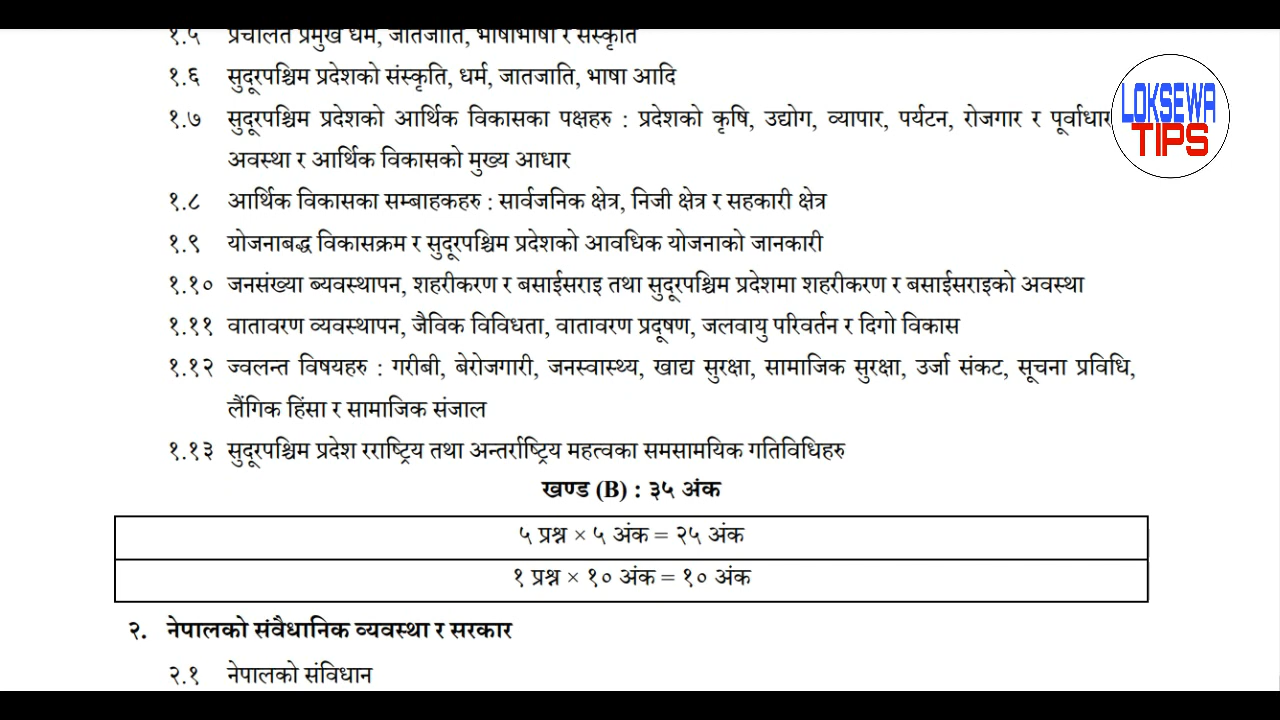 १.५ प्रचलित प्रमुख धर्म, जातजाति, भाषाभाषी र संस्कृति
१.६ सुदूरपश्चिम प्रदेशको संस्कृति, धर्म, जातजाति, भाषा आदि
१.७ सुदूरपश्चिम प्रदेशको आर्थिक विकासका पक्षहरु : प्रदेशको कृषि, उद्योग, व्यापार, पर्यटन, रोजगार र पूर्वाधार
अवस्था र आर्थिक विकासको मुख्य आधार
१.८ आर्थिक विकासका सम्बाहकहरु : सार्वजनिक क्षेत्र, निजी क्षेत्र र सहकारी क्षेत्र
१.९ योजनाबद्ध विकासक्रम र सुदूरपश्चिम प्रदेशको आवधिक योजनाको जानकारी
१.१० जनसंख्या ब्यवस्थापन, शहरीकरण र बसाईसराइ तथा सुदूरपश्चिम प्रदेशमा शहरीकरण र बसाईसराइको अवस्था
१.११ वातावरण व्यवस्थापन, जैविक विविधता, वातावरण प्रदूषण, जलवायु परिवर्तन र दिगो विकास
१.१२ ज्वलन्त विषयहरु : गरीबी, बेरोजगारी, जनस्वास्थ्य, खाद्य सुरक्षा, सामाजिक सुरक्षा, उर्जा संकट, सूचना प्रविधि,
लैंगिक हिंसा र सामाजिक संजाल
१.१३ सुदूरपश्चिम प्रदेश रराष्ट्रिय तथा अन्तर्राष्ट्रिय महत्वका समसामयिक गतिविधिहरु
खण्ड (B) : ३५ अंक
५ प्रश्न × ५ अंक = २५ अंक
१ प्रश्न × १० अंक = १० अंक
२. नेपालको संवैधानिक व्यवस्था र सरकार
२.१ नेपालको संविधान
LOKSEWA
TIPS